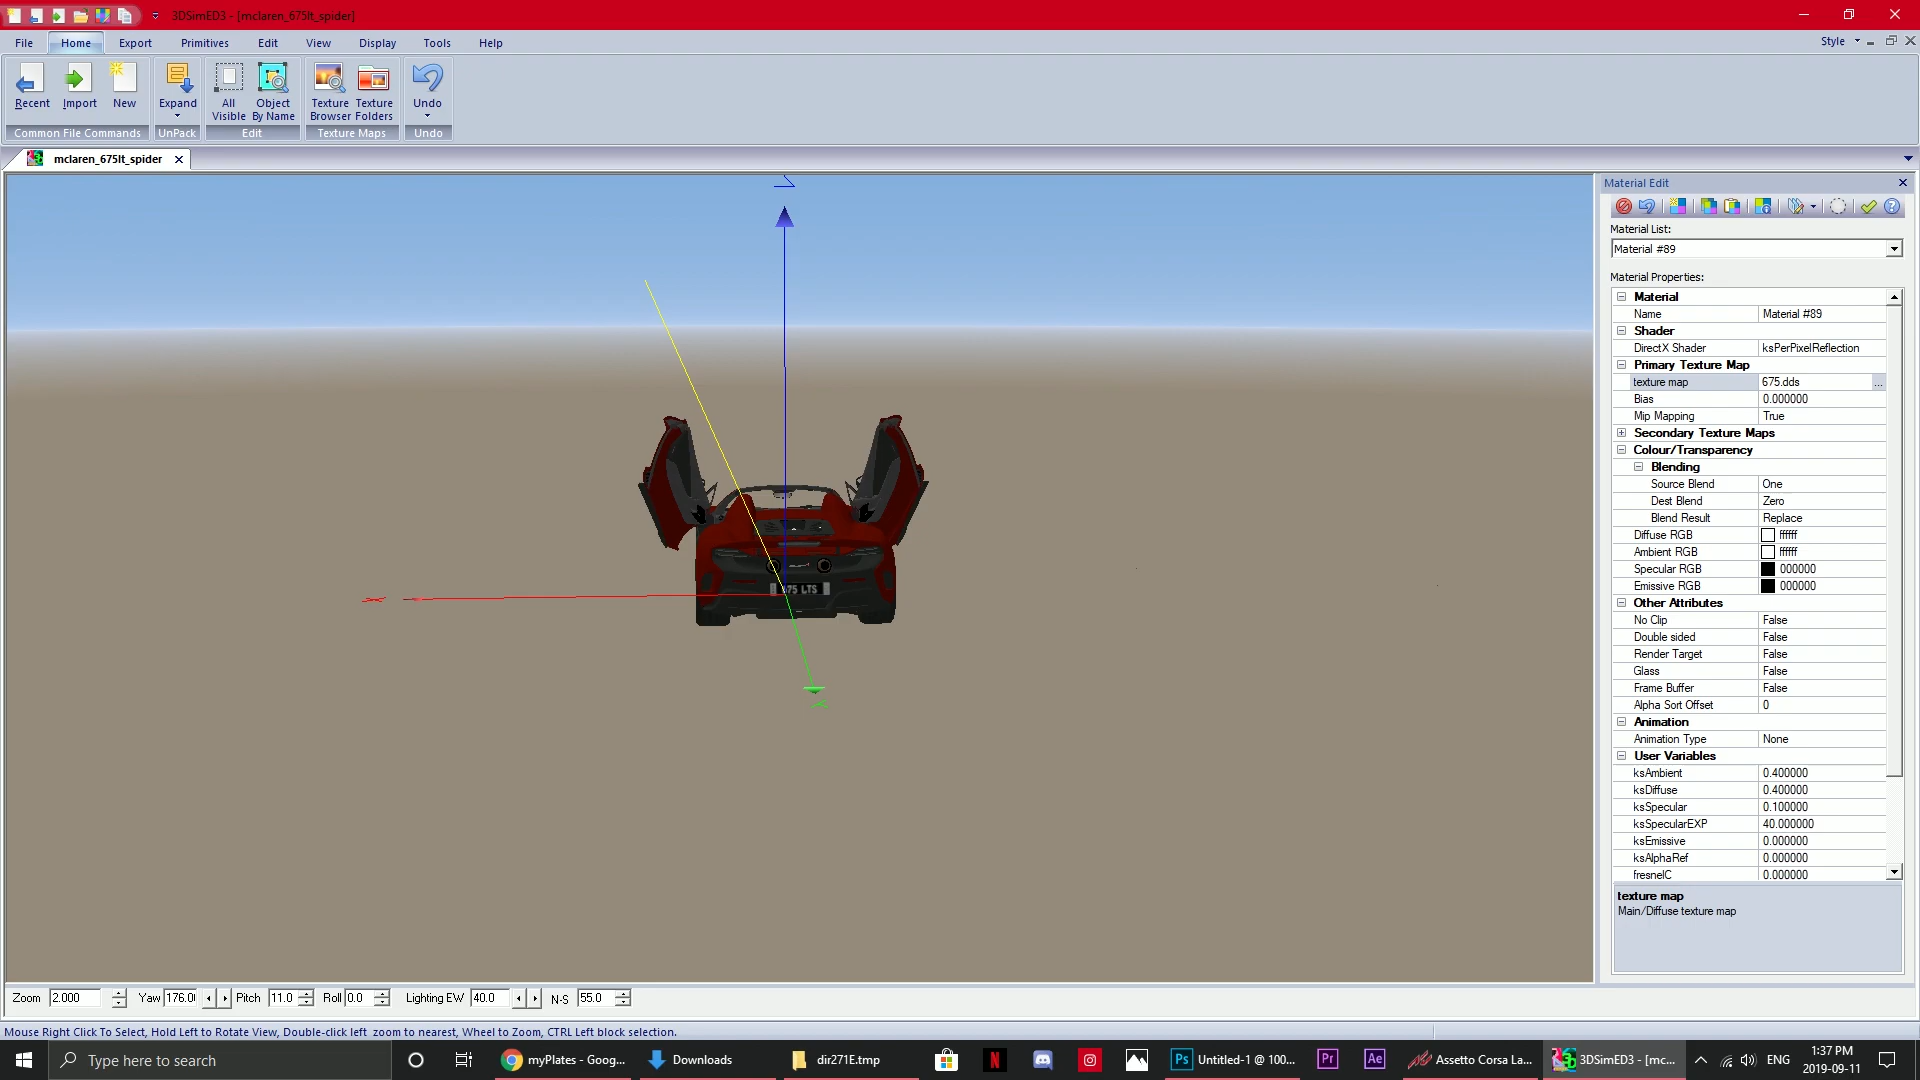 3DSimED3 - [mclaren_675lt_spider]
File Home Export Primitives Edit View Display Tools Help Style
Recent Import New Expand All Visible Object By Name Texture Browser Texture Folders Undo
Common File Commands UnPack Edit Texture Maps Undo
mclaren_675lt_spider
Material Edit
Material List:
Material #89
Material Properties:
Material
Name Material #89
Shader
DirectX Shader ksPerPixelReflection
Primary Texture Map
texture map 675.dds ...
Bias 0.000000
Mip Mapping True
Secondary Texture Maps
Colour/Transparency
Blending
Source Blend One
Dest Blend Zero
Blend Result Replace
Diffuse RGB ffffff
Ambient RGB ffffff
Specular RGB 000000
Emissive RGB 000000
Other Attributes
No Clip False
Double sided False
Render Target False
Glass False
Frame Buffer False
Alpha Sort Offset 0
Animation
Animation Type None
User Variables
ksAmbient 0.400000
ksDiffuse 0.400000
ksSpecular 0.100000
ksSpecularEXP 40.000000
ksEmissive 0.000000
ksAlphaRef 0.000000
fresnelC 0.000000
texture map
Main/Diffuse texture map
675 LTS
Zoom 2.000 Yaw 176.0 Pitch 11.0 Roll 0.0 Lighting EW 40.0 N-S 55.0
Mouse Right Click To Select, Hold Left to Rotate View, Double-click left zoom to nearest, Wheel to Zoom, CTRL Left block selection.
Type here to search myPlates - Goog... Downloads dir271E.tmp Ps Untitled-1 @ 100... Pr Ae Assetto Corsa La... 3DSimED3 - [mc... ENG 1:37 PM
2019-09-11